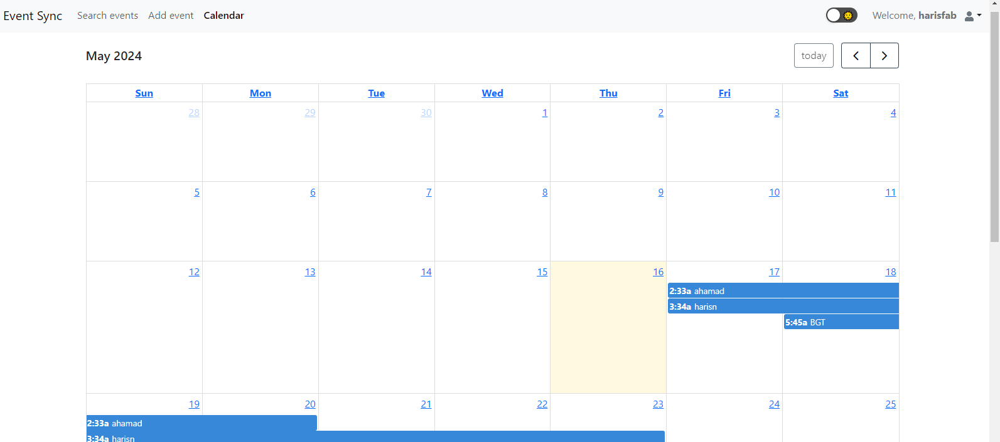 Event Sync Search events Add event Calendar Welcome, harisfab
May 2024 today
Sun Mon Tue Wed Thu Fri Sat
28 29 30 1 2 3 4
5 6 7 8 9 10 11
12 13 14 15 16 17 18
2:33a ahamad
3:34a harisn
5:45a BGT
19 20 21 22 23 24 25
2:33a ahamad
3:34a harisn